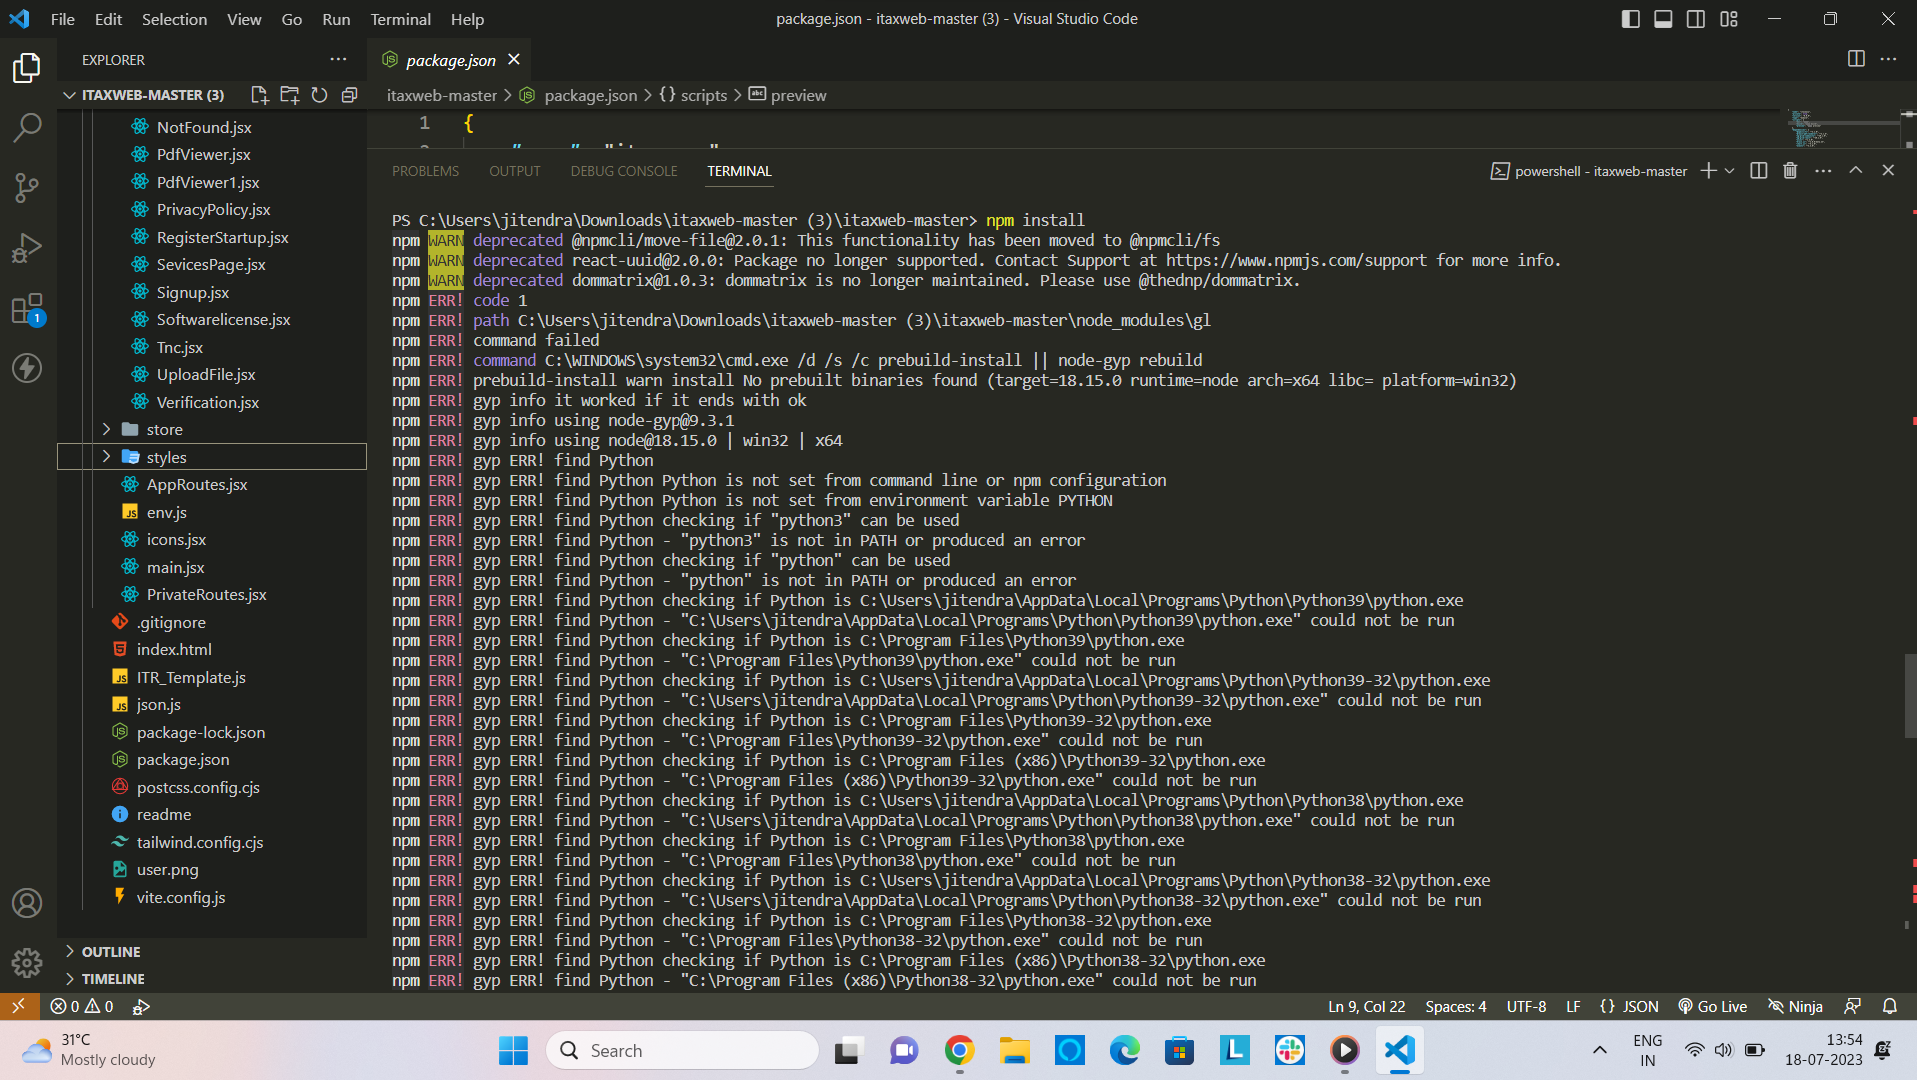 File Edit Selection View Go Run Terminal Help
package.json - itaxweb-master (3) - Visual Studio Code
EXPLORER
ITAXWEB-MASTER (3)
NotFound.jsx
PdfViewer.jsx
PdfViewer1.jsx
PrivacyPolicy.jsx
RegisterStartup.jsx
SevicesPage.jsx
Signup.jsx
Softwarelicense.jsx
Tnc.jsx
UploadFile.jsx
Verification.jsx
store
styles
AppRoutes.jsx
env.js
icons.jsx
main.jsx
PrivateRoutes.jsx
.gitignore
index.html
ITR_Template.js
json.js
package-lock.json
package.json
postcss.config.cjs
readme
tailwind.config.cjs
user.png
vite.config.js
OUTLINE
TIMELINE
1
package.json
itaxweb-master > package.json > {} scripts > preview
1 {
PROBLEMS OUTPUT DEBUG CONSOLE TERMINAL
powershell - itaxweb-master
PS C:\Users\jitendra\Downloads\itaxweb-master (3)\itaxweb-master> npm install
npm WARN deprecated @npmcli/move-file@2.0.1: This functionality has been moved to @npmcli/fs
npm WARN deprecated react-uuid@2.0.0: Package no longer supported. Contact Support at https://www.npmjs.com/support for more info.
npm WARN deprecated dommatrix@1.0.3: dommatrix is no longer maintained. Please use @thednp/dommatrix.
npm ERR! code 1
npm ERR! path C:\Users\jitendra\Downloads\itaxweb-master (3)\itaxweb-master\node_modules\gl
npm ERR! command failed
npm ERR! command C:\WINDOWS\system32\cmd.exe /d /s /c prebuild-install || node-gyp rebuild
npm ERR! prebuild-install warn install No prebuilt binaries found (target=18.15.0 runtime=node arch=x64 libc= platform=win32)
npm ERR! gyp info it worked if it ends with ok
npm ERR! gyp info using node-gyp@9.3.1
npm ERR! gyp info using node@18.15.0 | win32 | x64
npm ERR! gyp ERR! find Python
npm ERR! gyp ERR! find Python Python is not set from command line or npm configuration
npm ERR! gyp ERR! find Python Python is not set from environment variable PYTHON
npm ERR! gyp ERR! find Python checking if "python3" can be used
npm ERR! gyp ERR! find Python - "python3" is not in PATH or produced an error
npm ERR! gyp ERR! find Python checking if "python" can be used
npm ERR! gyp ERR! find Python - "python" is not in PATH or produced an error
npm ERR! gyp ERR! find Python checking if Python is C:\Users\jitendra\AppData\Local\Programs\Python\Python39\python.exe
npm ERR! gyp ERR! find Python - "C:\Users\jitendra\AppData\Local\Programs\Python\Python39\python.exe" could not be run
npm ERR! gyp ERR! find Python checking if Python is C:\Program Files\Python39\python.exe
npm ERR! gyp ERR! find Python - "C:\Program Files\Python39\python.exe" could not be run
npm ERR! gyp ERR! find Python checking if Python is C:\Users\jitendra\AppData\Local\Programs\Python\Python39-32\python.exe
npm ERR! gyp ERR! find Python - "C:\Users\jitendra\AppData\Local\Programs\Python\Python39-32\python.exe" could not be run
npm ERR! gyp ERR! find Python checking if Python is C:\Program Files\Python39-32\python.exe
npm ERR! gyp ERR! find Python - "C:\Program Files\Python39-32\python.exe" could not be run
npm ERR! gyp ERR! find Python checking if Python is C:\Program Files (x86)\Python39-32\python.exe
npm ERR! gyp ERR! find Python - "C:\Program Files (x86)\Python39-32\python.exe" could not be run
npm ERR! gyp ERR! find Python checking if Python is C:\Users\jitendra\AppData\Local\Programs\Python\Python38\python.exe
npm ERR! gyp ERR! find Python - "C:\Users\jitendra\AppData\Local\Programs\Python\Python38\python.exe" could not be run
npm ERR! gyp ERR! find Python checking if Python is C:\Program Files\Python38\python.exe
npm ERR! gyp ERR! find Python - "C:\Program Files\Python38\python.exe" could not be run
npm ERR! gyp ERR! find Python checking if Python is C:\Users\jitendra\AppData\Local\Programs\Python\Python38-32\python.exe
npm ERR! gyp ERR! find Python - "C:\Users\jitendra\AppData\Local\Programs\Python\Python38-32\python.exe" could not be run
npm ERR! gyp ERR! find Python checking if Python is C:\Program Files\Python38-32\python.exe
npm ERR! gyp ERR! find Python - "C:\Program Files\Python38-32\python.exe" could not be run
npm ERR! gyp ERR! find Python checking if Python is C:\Program Files (x86)\Python38-32\python.exe
npm ERR! gyp ERR! find Python - "C:\Program Files (x86)\Python38-32\python.exe" could not be run
0 0 Ln 9, Col 22 Spaces: 4 UTF-8 LF {} JSON Go Live Ninja
31°C
Mostly cloudy
Search
ENG
IN
13:54
18-07-2023